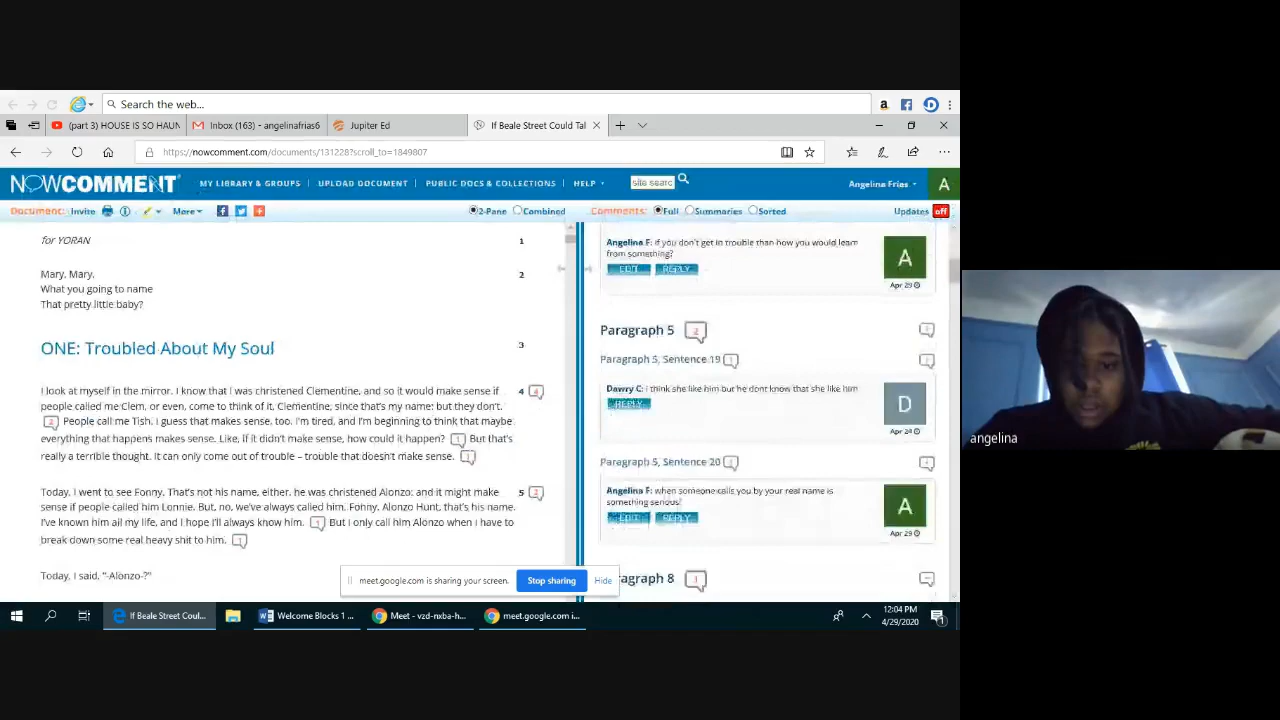 Search the web...
(part 3) HOUSE IS SO HAUN
Inbox (163) - angelinafrias6
Jupiter Ed
If Beale Street Could Tal
https://nowcomment.com/documents/131228?scroll_to=1849807
NOWCOMMENT
MY LIBRARY & GROUPS
UPLOAD DOCUMENT
PUBLIC DOCS & COLLECTIONS
HELP
site searc
Angelina Frias
A
Document:
Invite
More
2-Pane
Combined
Comments:
Full
Summaries
Sorted
Updates
off
for YORAN 1
Mary, Mary, 2
What you going to name
That pretty little baby?
ONE: Troubled About My Soul 3
I look at myself in the mirror. I know that I was christened Clementine, and so it would make sense if 4 4
people called me Clem, or even, come to think of it, Clementine, since that's my name: but they don't.
2 People call me Tish. I guess that makes sense, too. I'm tired, and I'm beginning to think that maybe
everything that happens makes sense. Like, if it didn't make sense, how could it happen? 1 But that's
really a terrible thought. It can only come out of trouble – trouble that doesn't make sense. 1
Today, I went to see Fonny. That's not his name, either, he was christened Alonzo: and it might make 5 2
sense if people called him Lonnie. But, no, we've always called him, Fonny. Alonzo Hunt, that's his name.
I've known him all my life, and I hope I'll always know him. 1 But I only call him Alonzo when I have to
break down some real heavy shit to him. 1
Today, I said, "-Alonzo-?"
Angelina F: if you don't get in trouble than how you would learn
from something?
EDIT
REPLY
A
Apr 29
Paragraph 5 2
Paragraph 5, Sentence 19 1
Dawry C: i think she like him but he dont know that she like him
REPLY
D
Apr 24
Paragraph 5, Sentence 20 1
Angelina F: when someone calls you by your real name is
something serious!
EDIT
REPLY
A
Apr 29
agraph 8 1
meet.google.com is sharing your screen.
Stop sharing
Hide
If Beale Street Could...
Welcome Blocks 1 ...
Meet - vzd-nxba-h...
meet.google.com i...
12:04 PM
4/29/2020
angelina